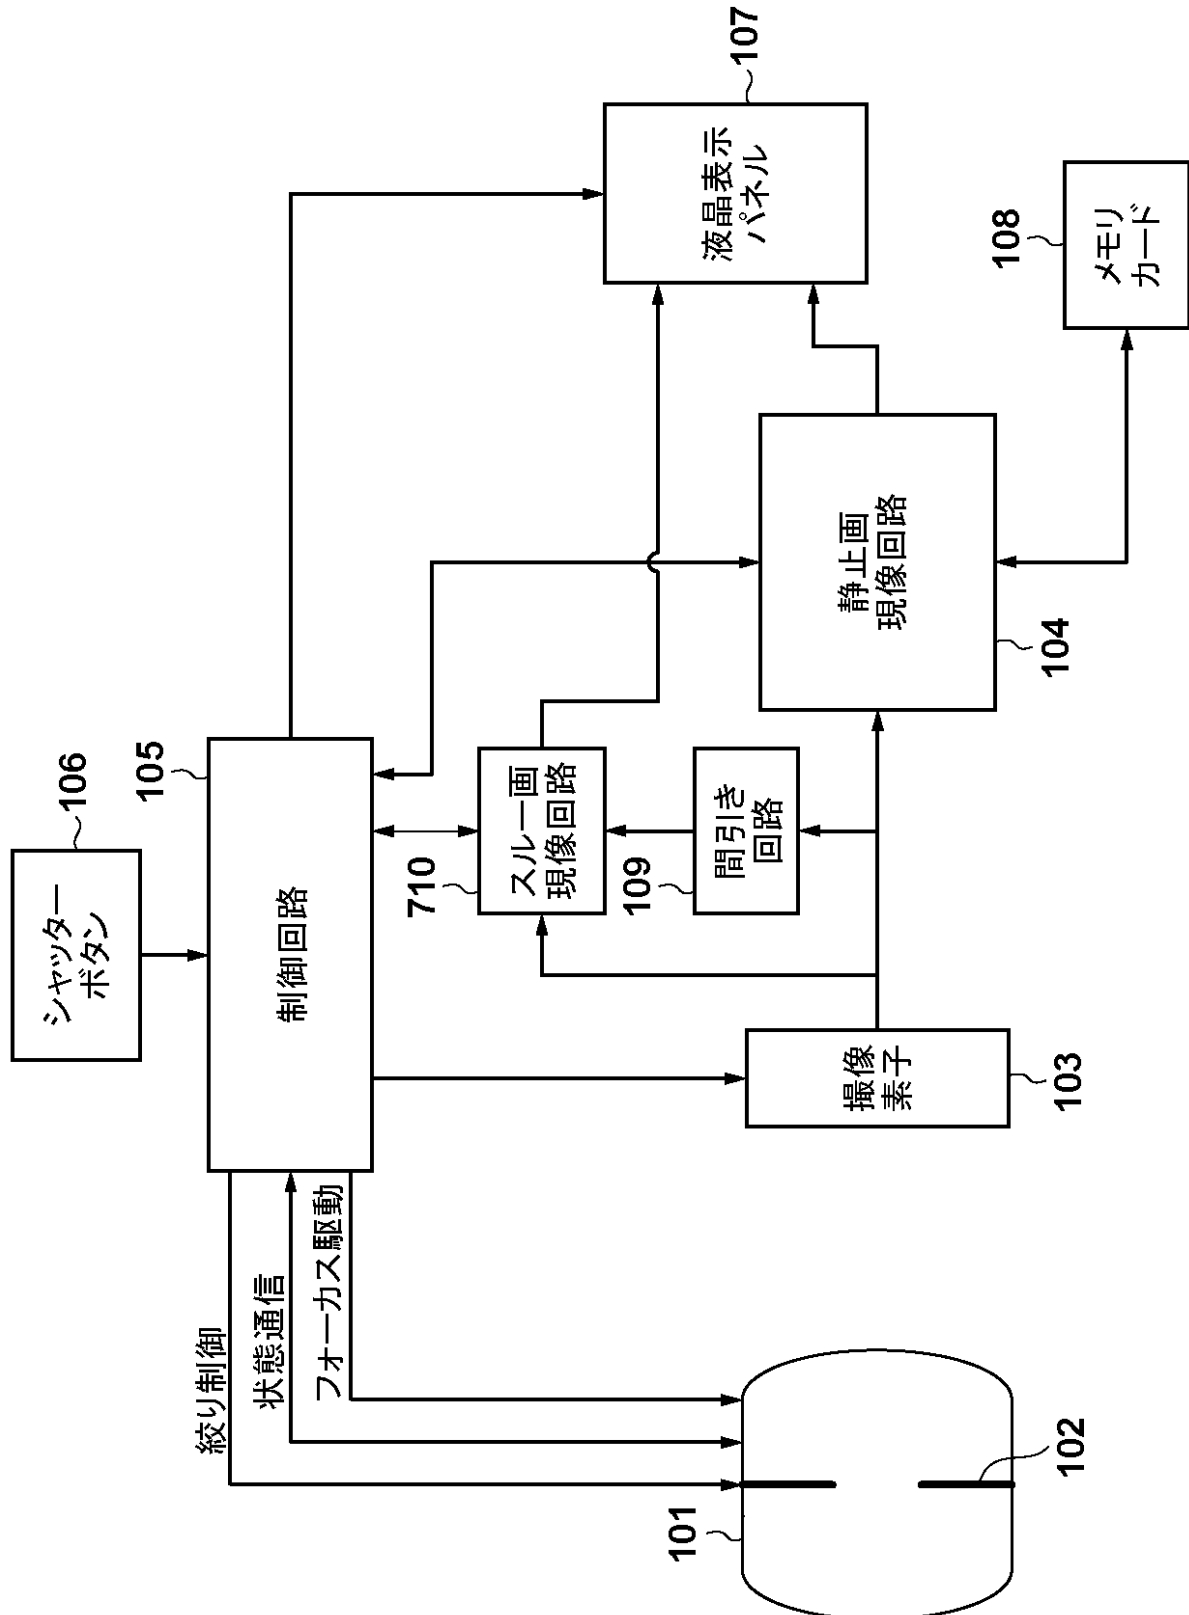 シャッター
ボタン
106
制御回路
105
絞り制御
状態通信
フォーカス駆動
スルー画
現像回路
710
間引き
回路
109
液晶表示
パネル
107
静止画
現像回路
104
メモリ
カード
108
撮像
素子
103
101
102